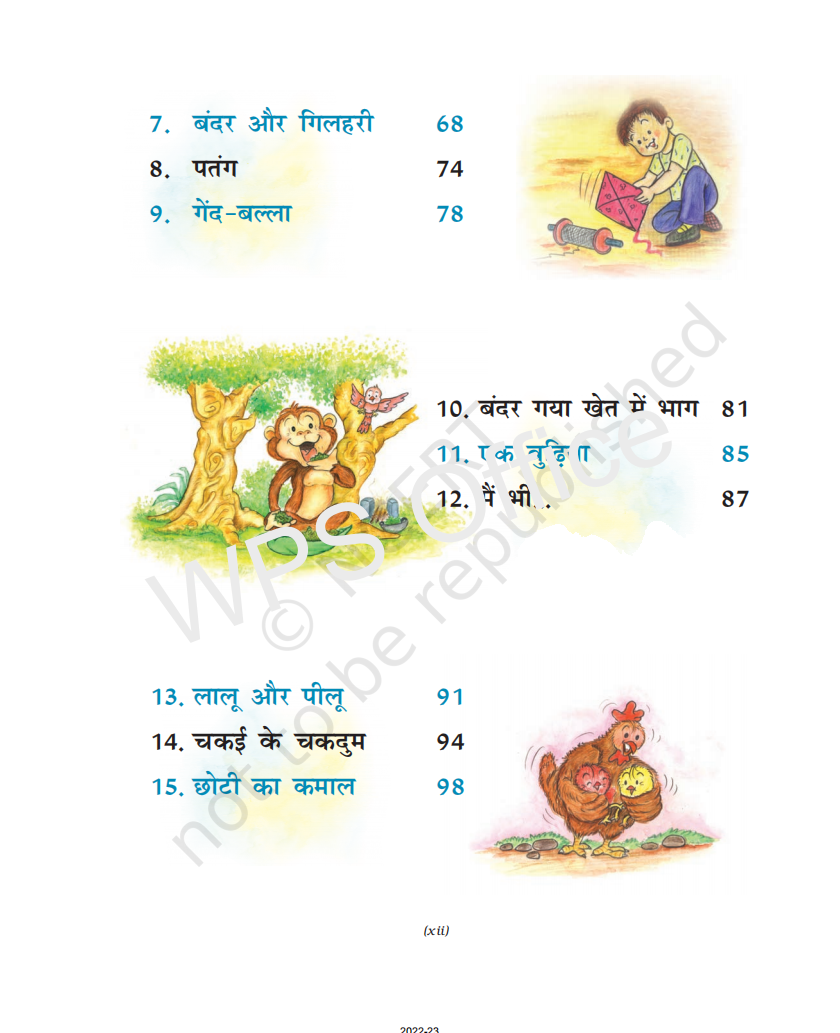 7. बंदर और गिलहरी 68
8. पतंग 74
9. गेंद-बल्ला 78
10. बंदर गया खेत में भाग 81
11. एक बुढ़िया 85
12. मैं भी... 87
13. लालू और पीलू 91
14. चकई के चकदुम 94
15. छोटी का कमाल 98
© NCERT
not to be republished
WPS Office
(xii)
2022-23